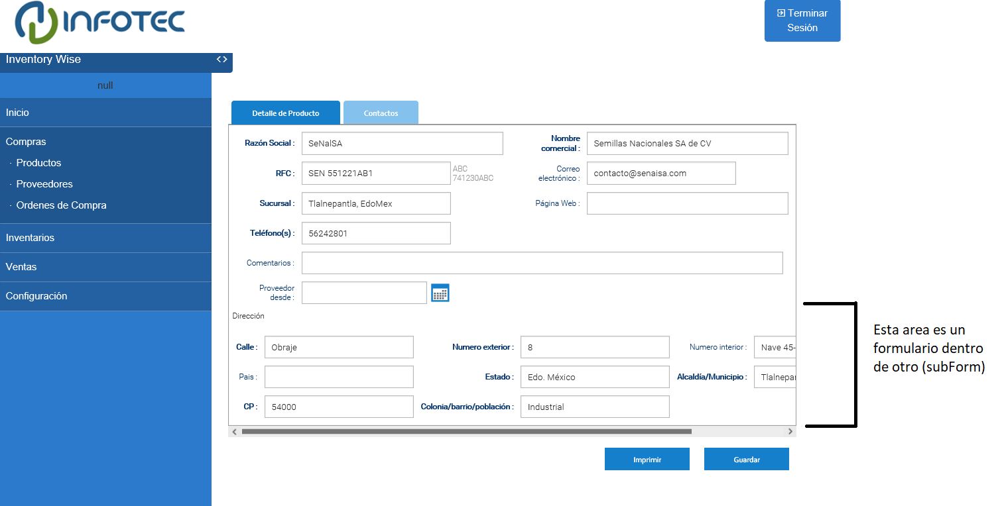 INFOTEC
Terminar
Sesión
Inventory Wise
<>
null
Inicio
Compras
· Productos
· Proveedores
· Ordenes de Compra
Inventarios
Ventas
Configuración
Detalle de Producto
Contactos
Razón Social :
SeNalSA
Nombre
comercial :
Semillas Nacionales SA de CV
RFC :
SEN 551221AB1
ABC
741230ABC
Correo
electrónico :
contacto@senaisa.com
Sucursal :
Tlalnepantla, EdoMex
Página Web :
Teléfono(s) :
56242801
Comentarios :
Proveedor
desde :
Dirección
Calle :
Obraje
Numero exterior :
8
Numero interior :
Nave 45-
Pais :
Estado :
Edo. México
Alcaldía/Municipio :
Tlalnepan
CP :
54000
Colonia/barrio/población :
Industrial
Imprimir
Guardar
Esta area es un
formulario dentro
de otro (subForm)